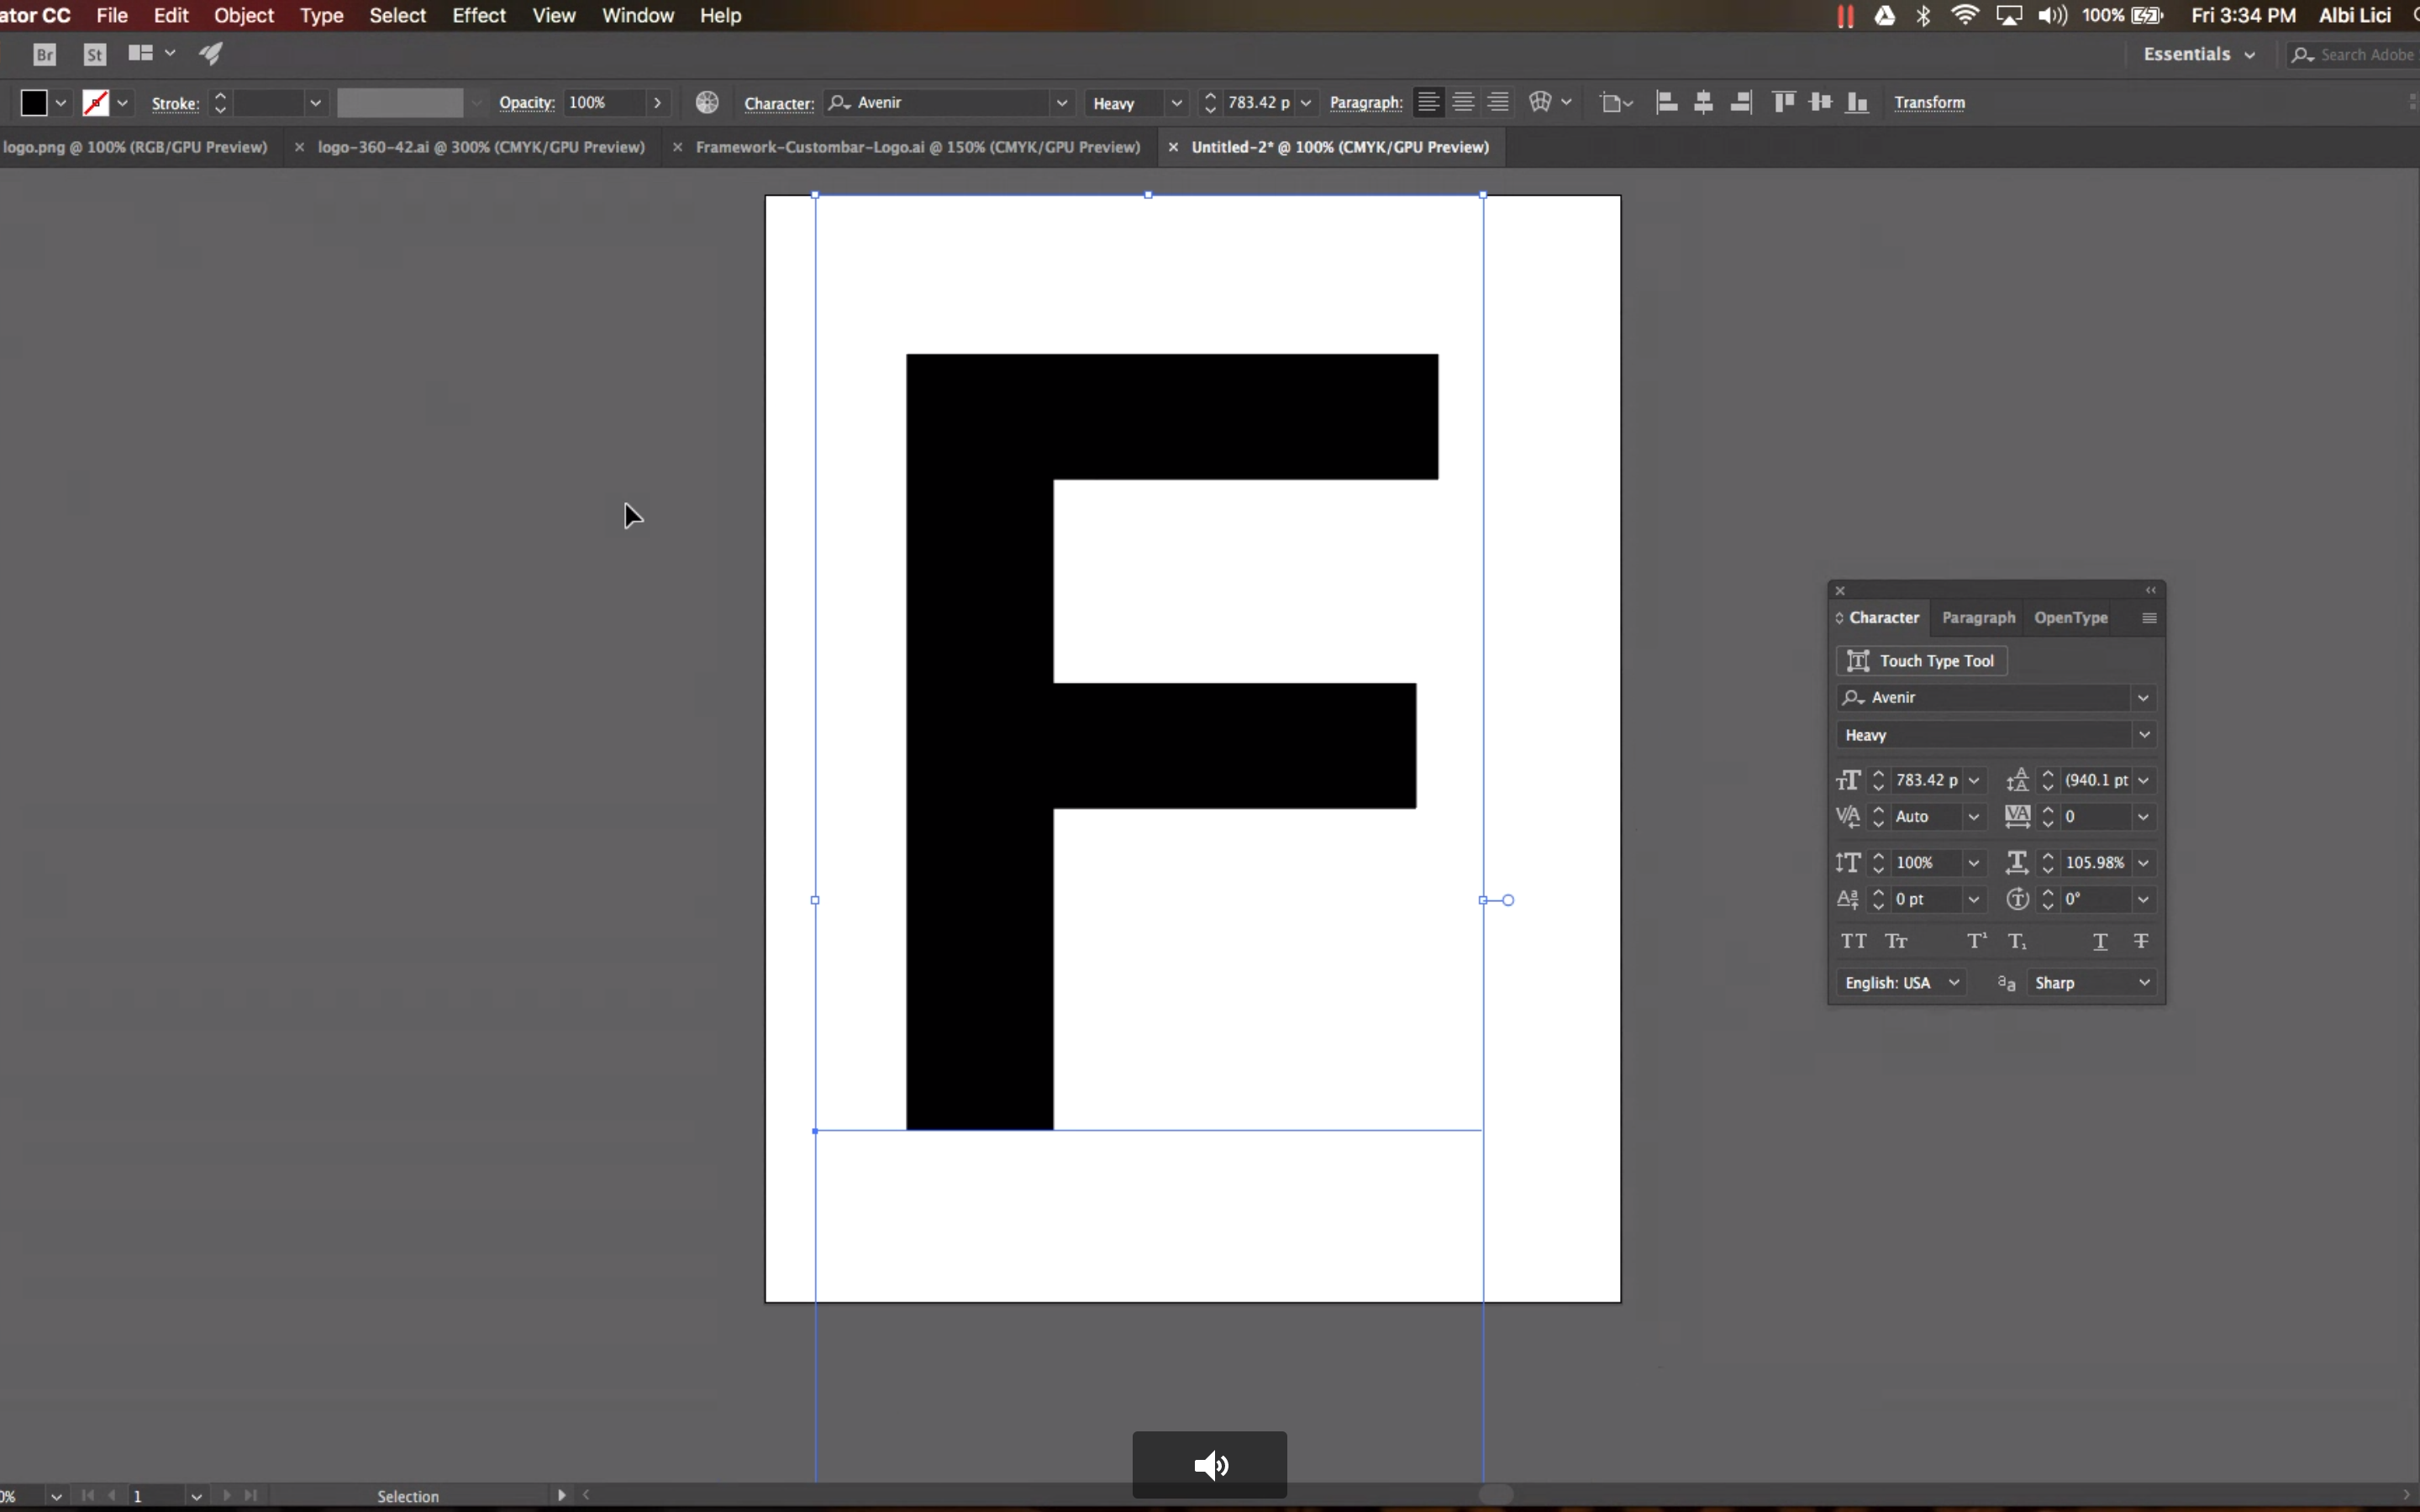 ator CC File Edit Object Type Select Effect View Window Help 100% Fri 3:34 PM Albi Lici
Br St Essentials Search Adobe
Stroke: Opacity: 100% Character: Avenir Heavy 783.42 p Paragraph: Transform
logo.png @ 100% (RGB/GPU Preview) × logo-360-42.ai @ 300% (CMYK/GPU Preview) × Framework-Custombar-Logo.ai @ 150% (CMYK/GPU Preview) × Untitled-2* @ 100% (CMYK/GPU Preview)
F
Character Paragraph OpenType
Touch Type Tool
Avenir
Heavy
783.42 p (940.1 pt
Auto 0
100% 105.98%
0 pt 0°
TT Tr T¹ T₁ T T
English: USA aa Sharp
0% 1 Selection